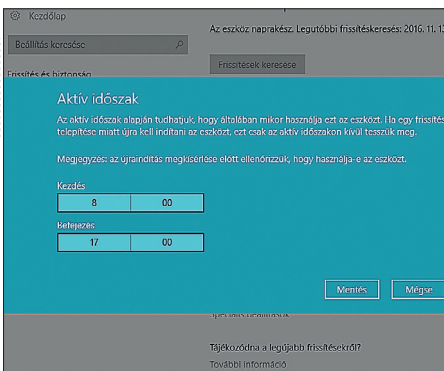 Kezdőlap
Az eszköz naprakész. Legutóbbi frissítéskeresés: 2016. 11. 13
Beállítás keresése
Frissítések keresése
Frissítés és biztonság
Aktív időszak
Az aktív időszak alapján tudhatjuk, hogy általában mikor használja ezt az eszközt. Ha egy frissítés
telepítése miatt újra kell indítani az eszközt, ezt csak az aktív időszakon kívül tesszük meg.
Megjegyzés: az újraindítás megkísérlése előtt ellenőrizzük, hogy használja-e az eszközt.
Kezdés
8 00
Befejezés
17 00
Mentés Mégse
Speciális beállítások
Tájékozódna a legújabb frissítésekről?
További információ